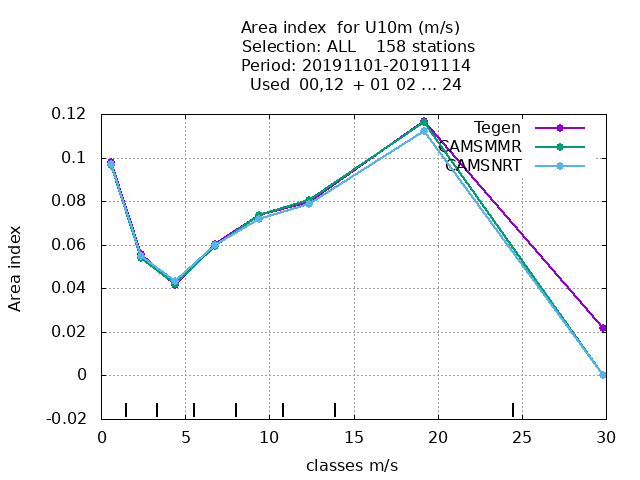 Area index for U10m (m/s)
Selection: ALL 158 stations
Period: 20191101-20191114
Used 00,12 + 01 02 ... 24
Tegen
CAMSMMR
CAMSNRT
Area index
0.12
0.1
0.08
0.06
0.04
0.02
0
-0.02
0 5 10 15 20 25 30
classes m/s